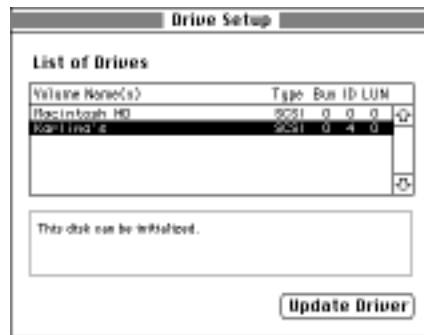 Drive Setup
List of Drives
Volume Name(s) Type Bus ID LUN
Macintosh HD SCSI 0 0 0
Karling's SCSI 0 4 0
This disk can be initialized.
Update Driver